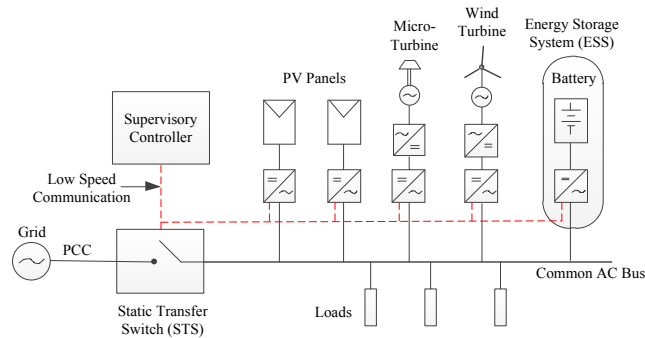 Micro-
Turbine
Wind
Turbine
Energy Storage
System (ESS)
PV Panels
Battery
Supervisory
Controller
Low Speed
Communication
Grid
PCC
Common AC Bus
Static Transfer
Switch (STS)
Loads